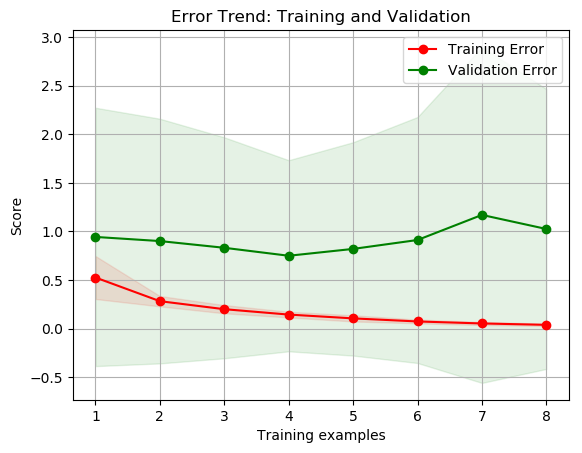 Error Trend: Training and Validation
Training Error
Validation Error
Score
3.0
2.5
2.0
1.5
1.0
0.5
0.0
−0.5
1 2 3 4 5 6 7 8
Training examples